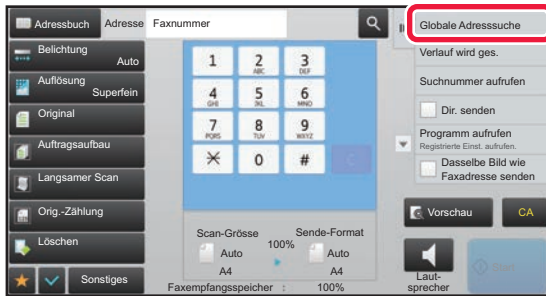 Adressbuch
Adresse
Faxnummer
Globale Adresssuche
Belichtung
Auto
Auflösung
Superfein
Original
Auftragsaufbau
Langsamer Scan
Orig.-Zählung
Löschen
Sonstiges
1
2
ABC
3
DEF
4
GHI
5
JKL
6
MNO
7
PQRS
8
TUV
9
WXYZ
0
#
C
Scan-Grösse
Auto
A4
100%
Sende-Format
Auto
A4
Faxempfangsspeicher : 100%
Verlauf wird ges.
Suchnummer aufrufen
Dir. senden
Programm aufrufen
Registrierte Einst. aufrufen.
Dasselbe Bild wie
Faxadresse senden
Vorschau
CA
Laut-
sprecher
Start